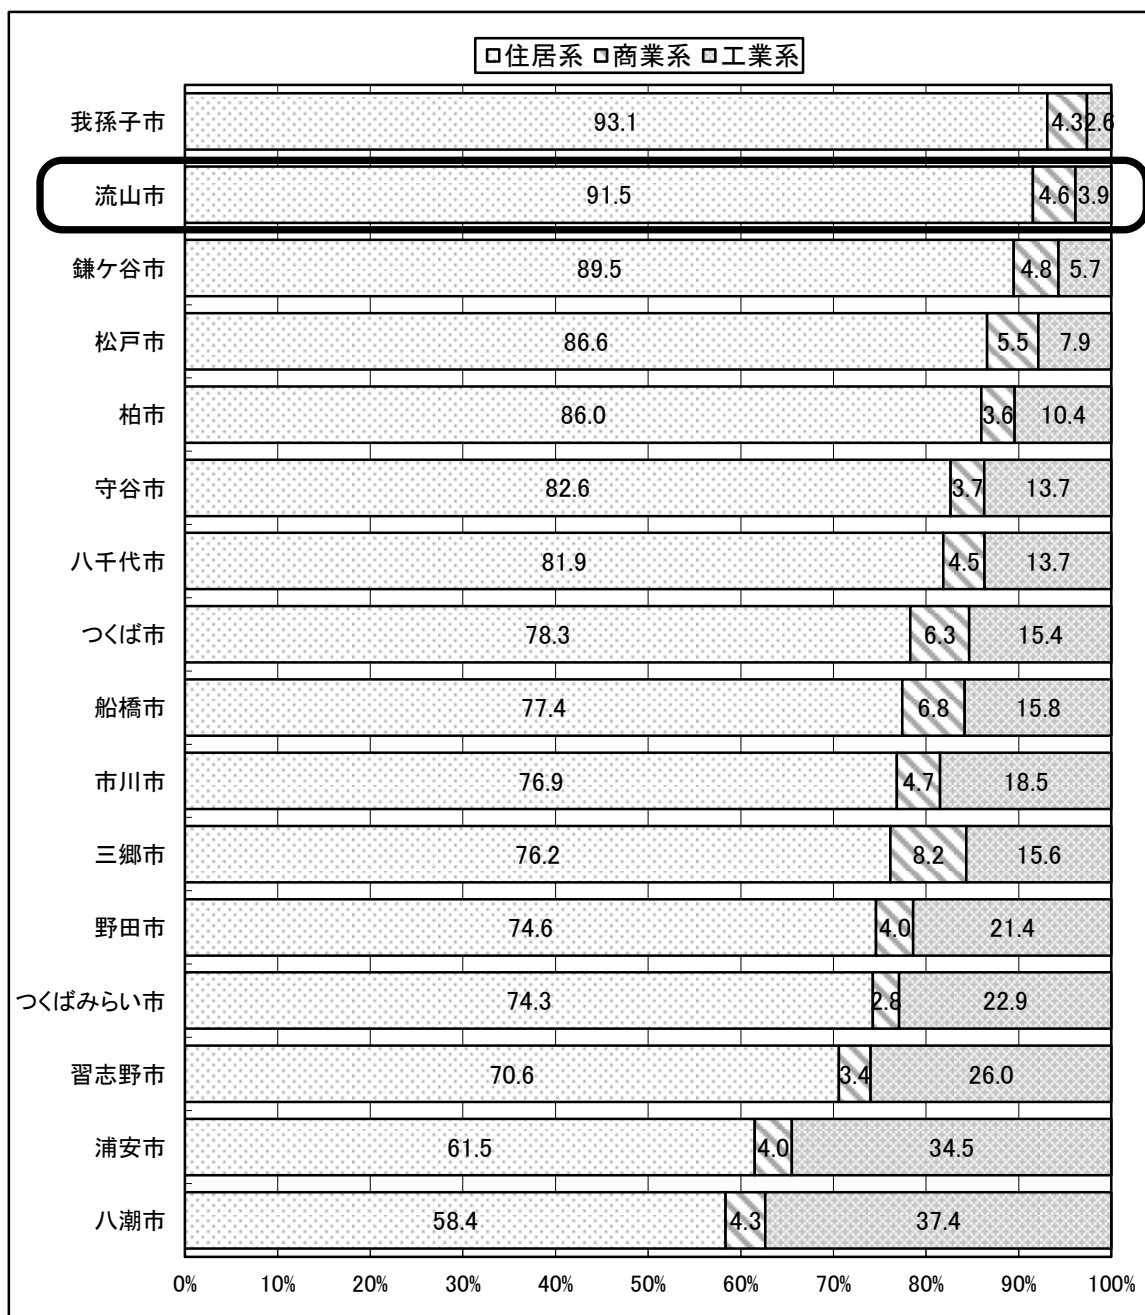 住居系 商業系 工業系
我孫子市 93.1 4.3 2.6
流山市 91.5 4.6 3.9
鎌ケ谷市 89.5 4.8 5.7
松戸市 86.6 5.5 7.9
柏市 86.0 3.6 10.4
守谷市 82.6 3.7 13.7
八千代市 81.9 4.5 13.7
つくば市 78.3 6.3 15.4
船橋市 77.4 6.8 15.8
市川市 76.9 4.7 18.5
三郷市 76.2 8.2 15.6
野田市 74.6 4.0 21.4
つくばみらい市 74.3 2.8 22.9
習志野市 70.6 3.4 26.0
浦安市 61.5 4.0 34.5
八潮市 58.4 4.3 37.4
0% 10% 20% 30% 40% 50% 60% 70% 80% 90% 100%